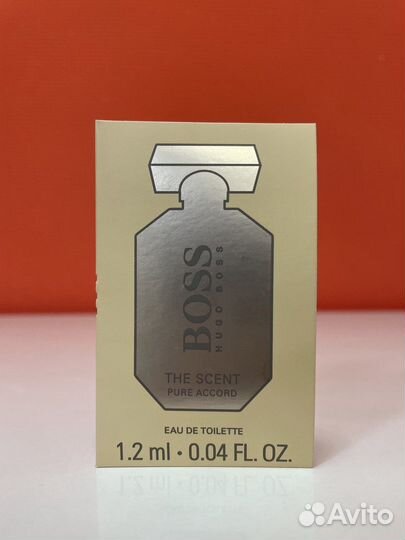 BOSS
HUGO BOSS
THE SCENT
PURE ACCORD
EAU DE TOILETTE
1.2 ml • 0.04 FL. OZ.
Avito